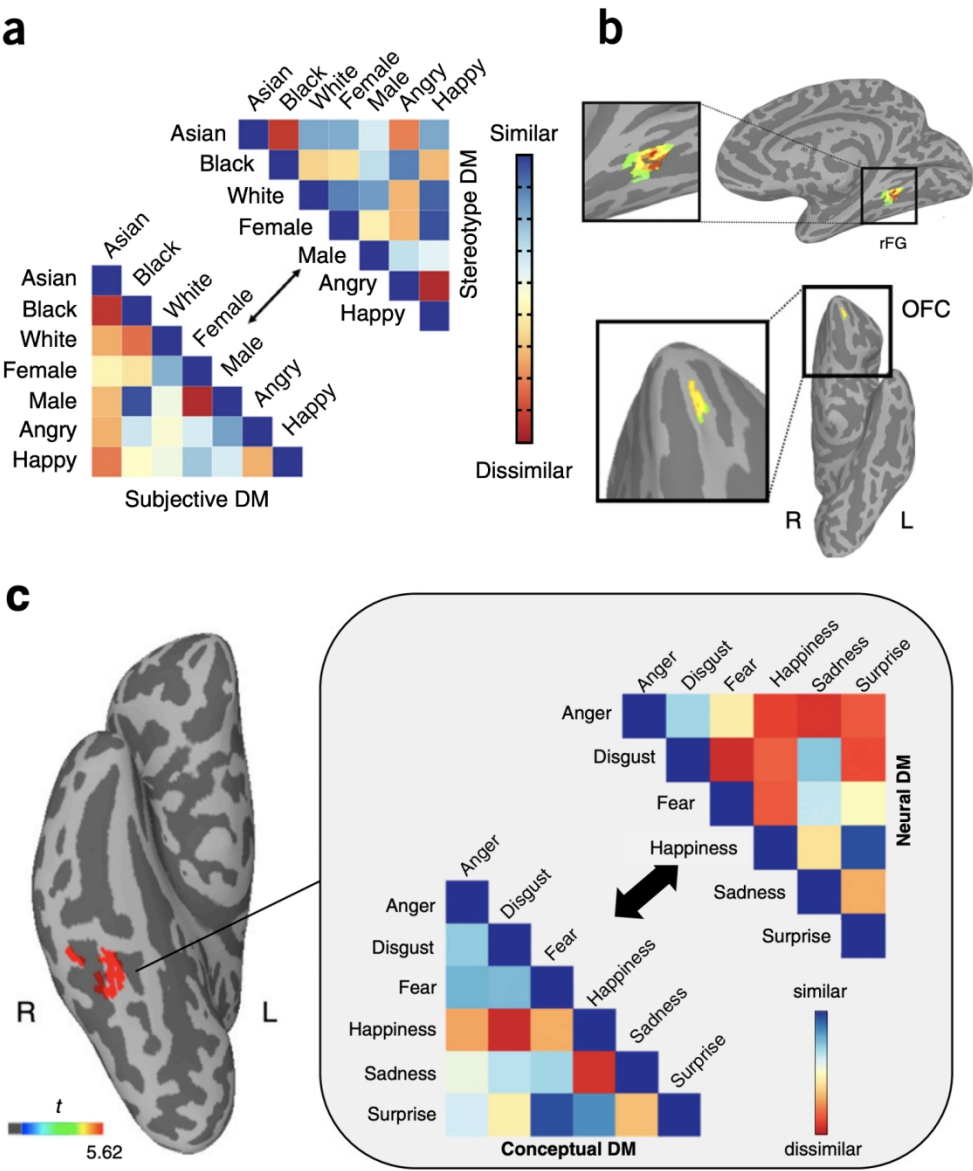 a
Asian
Black
White
Female
Male
Angry
Happy
Asian
Black
White
Female
Male
Angry
Happy
Stereotype DM
Similar
Dissimilar
Asian
Black
White
Female
Male
Angry
Happy
Asian
Black
White
Female
Male
Angry
Happy
Subjective DM
b
rFG
OFC
R
L
c
R
L
t
5.62
Anger
Disgust
Fear
Happiness
Sadness
Surprise
Anger
Disgust
Fear
Happiness
Sadness
Surprise
Neural DM
Anger
Disgust
Fear
Happiness
Sadness
Surprise
Anger
Disgust
Fear
Happiness
Sadness
Surprise
Conceptual DM
similar
dissimilar